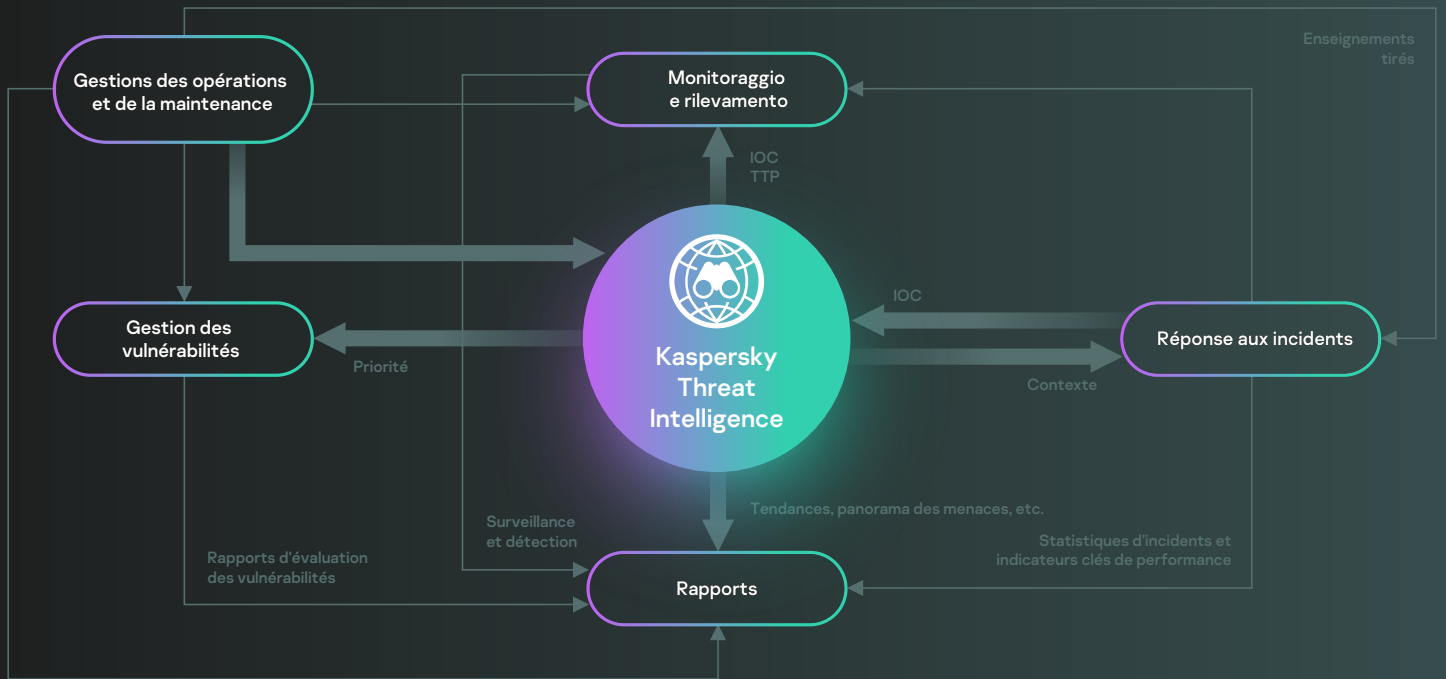 Enseignements
tirés
Gestions des opérations
et de la maintenance
Monitoraggio
e rilevamento
IOC
TTP
Gestion des
vulnérabilités
Priorité
Kaspersky
Threat
Intelligence
IOC
Contexte
Réponse aux incidents
Tendances, panorama des menaces, etc.
Surveillance
et détection
Statistiques d'incidents et
indicateurs clés de performance
Rapports d'évaluation
des vulnérabilités
Rapports